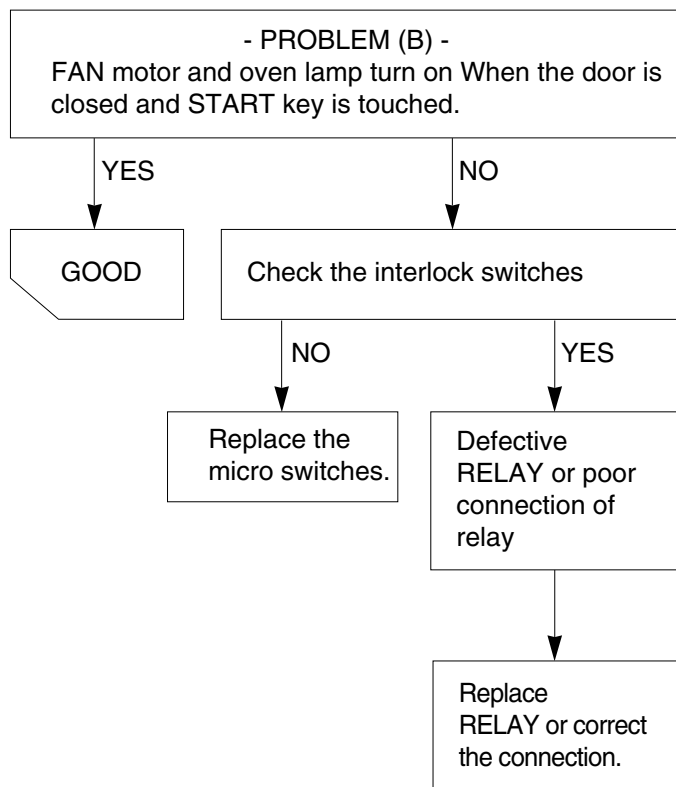 - PROBLEM (B) -
FAN motor and oven lamp turn on When the door is
closed and START key is touched.
YES
NO
GOOD
Check the interlock switches
NO
YES
Replace the
micro switches.
Defective
RELAY or poor
connection of
relay
Replace
RELAY or correct
the connection.